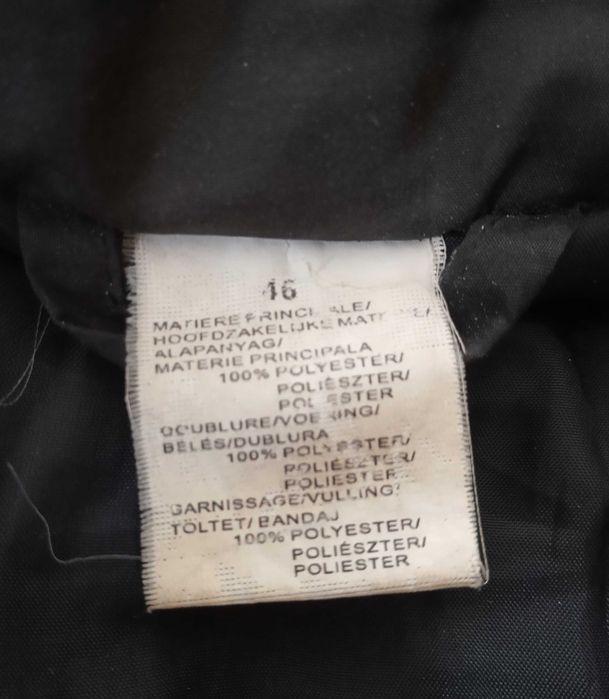 46
MATIERE PRINCIPALE/
HOOFDZAKELIJKE
ALAPANYAG/
MATERIE PRINCIPALA
100% POLYESTER/
POLIÉSZTER/
POLIESTER
DOUBLURE/VOERING/
BÉLÉS/DUBLURA
100% POLYESTER/
POLIÉSZTER/
POLIESTER
GARNISSAGE/VULLING/
TÖLTET/ BANDAJ
100% POLYESTER/
POLIÉSZTER/
POLIESTER